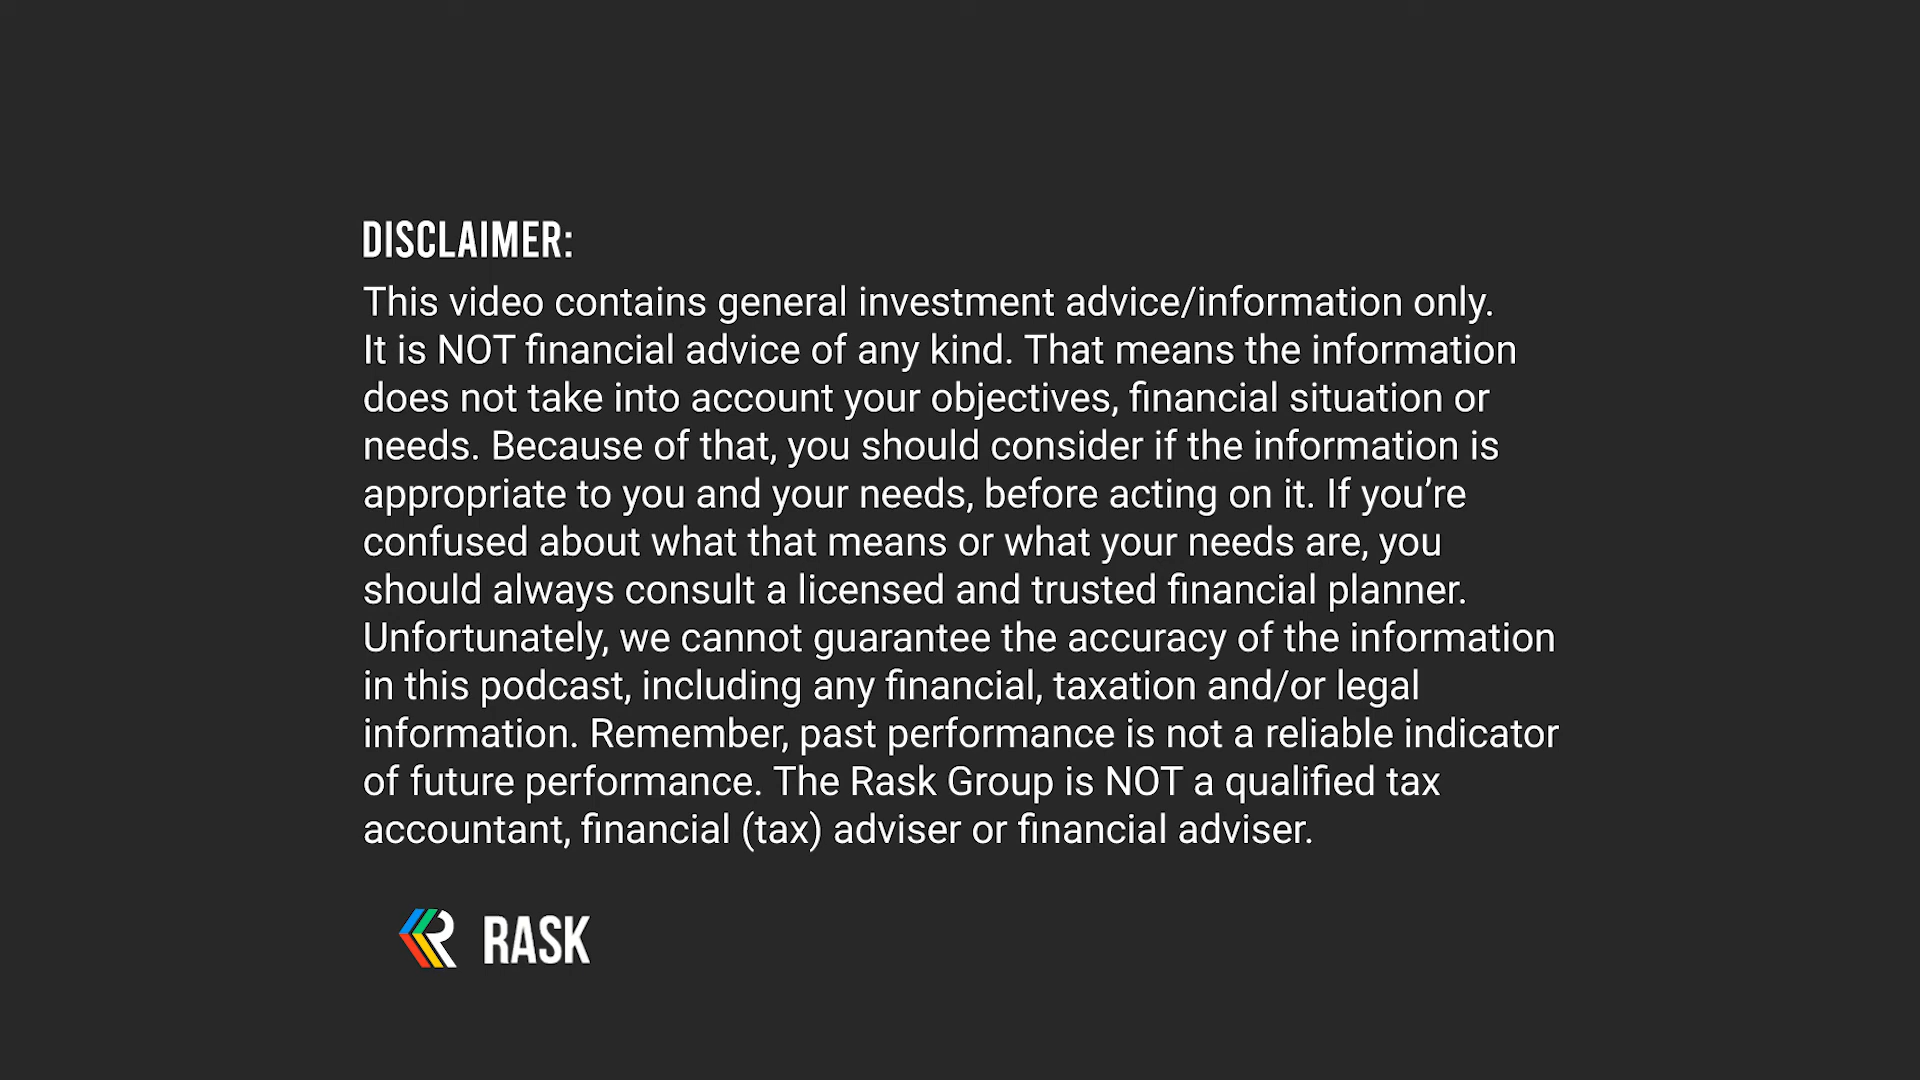 DISCLAIMER:
This video contains general investment advice/information only.
It is NOT financial advice of any kind. That means the information
does not take into account your objectives, financial situation or
needs. Because of that, you should consider if the information is
appropriate to you and your needs, before acting on it. If you’re
confused about what that means or what your needs are, you
should always consult a licensed and trusted financial planner.
Unfortunately, we cannot guarantee the accuracy of the information
in this podcast, including any financial, taxation and/or legal
information. Remember, past performance is not a reliable indicator
of future performance. The Rask Group is NOT a qualified tax
accountant, financial (tax) adviser or financial adviser.
RASK